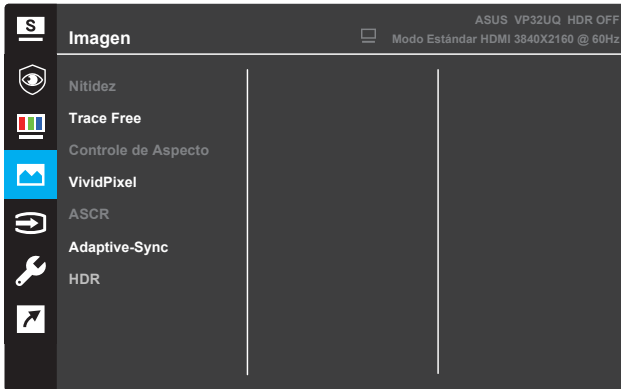 S
Imagen
ASUS VP32UQ HDR OFF
Modo Estándar HDMI 3840X2160 @ 60Hz
Nitidez
Trace Free
Controle de Aspecto
VividPixel
ASCR
Adaptive-Sync
HDR